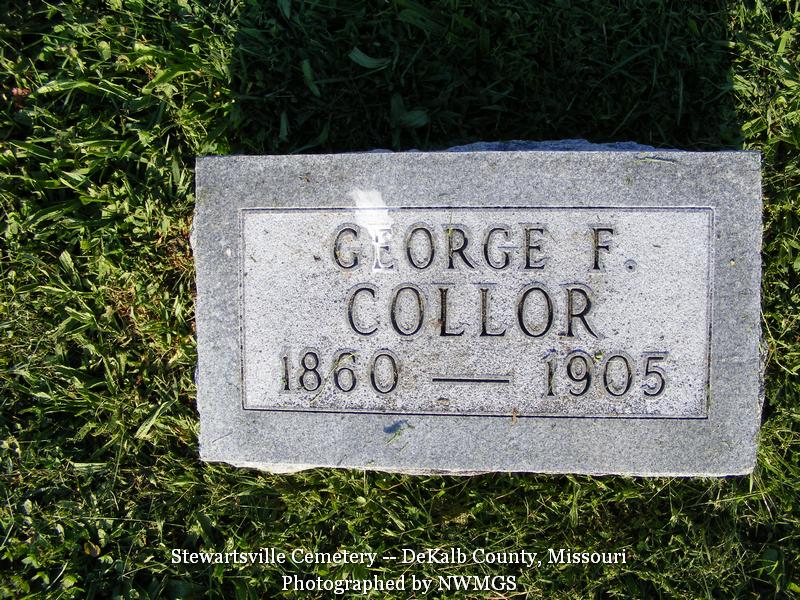 GEORGE F.
COLLOR
1860 — 1905
Stewartsville Cemetery -- DeKalb County, Missouri
Photographed by NWMGS